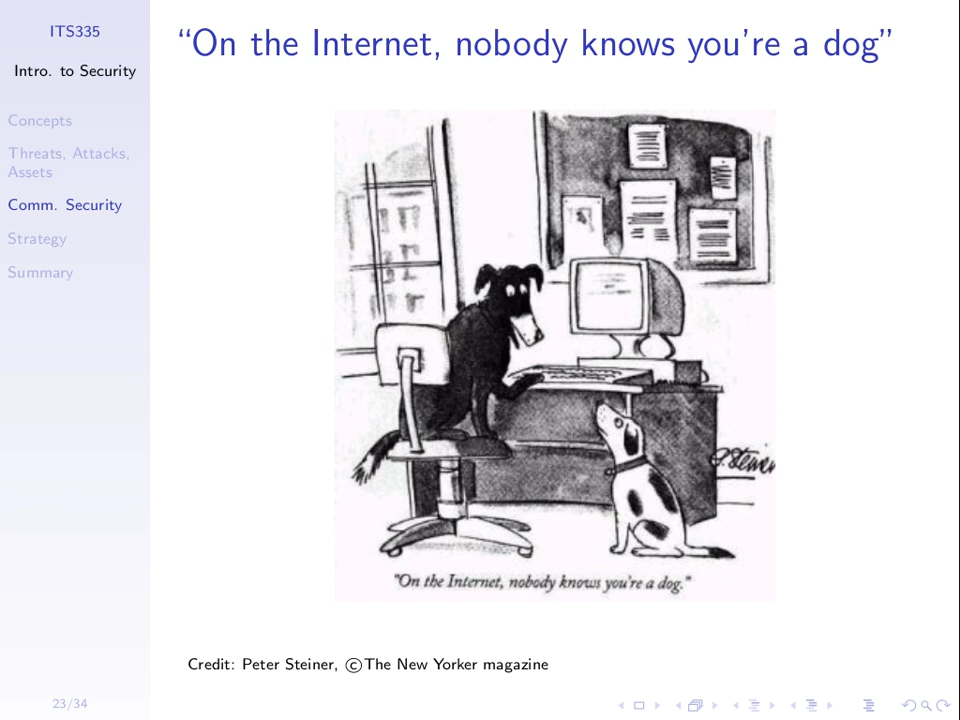 ITS335
Intro. to Security
Concepts
Threats, Attacks,
Assets
Comm. Security
Strategy
Summary
“On the Internet, nobody knows you’re a dog”
"On the Internet, nobody knows you're a dog."
Credit: Peter Steiner, ©The New Yorker magazine
23/34